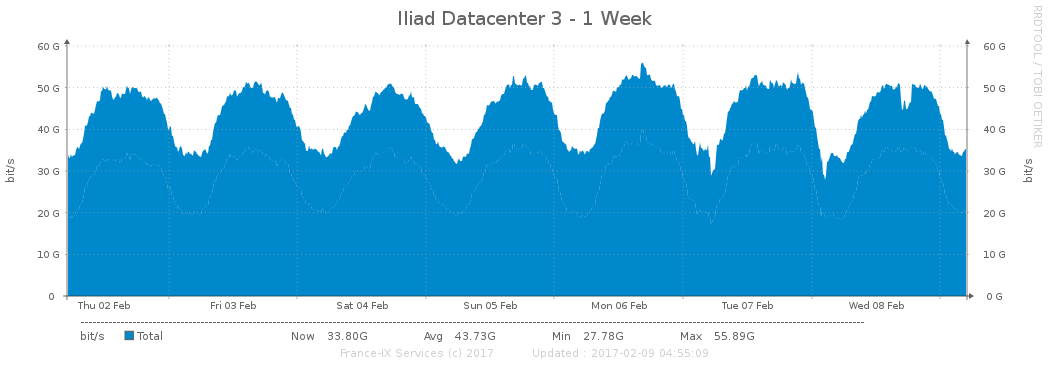 Iliad Datacenter 3 - 1 Week
RRDTOOL / TOBI OETIKER
60 G 60 G
50 G 50 G
40 G 40 G
30 G 30 G
20 G 20 G
10 G 10 G
0 0 G
bit/s bit/s
Thu 02 Feb Fri 03 Feb Sat 04 Feb Sun 05 Feb Mon 06 Feb Tue 07 Feb Wed 08 Feb
bit/s Total Now 33.80G Avg 43.73G Min 27.78G Max 55.89G
France-IX Services (c) 2017 Updated : 2017-02-09 04:55:09